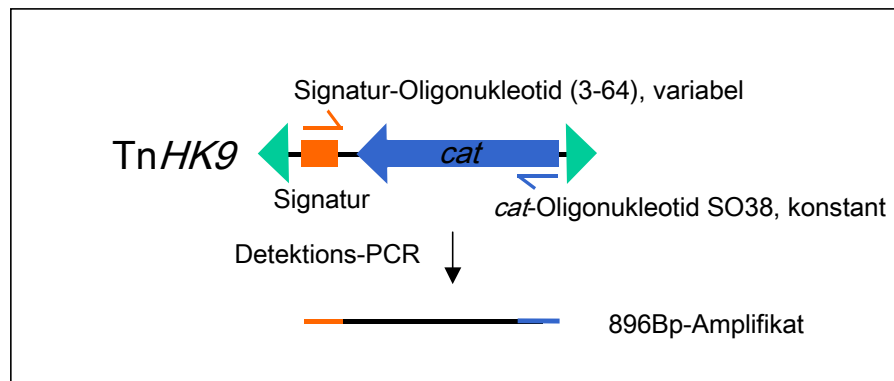 Signatur-Oligonukleotid (3-64), variabel
TnHK9
cat
Signatur
cat-Oligonukleotid SO38, konstant
Detektions-PCR
896Bp-Amplifikat